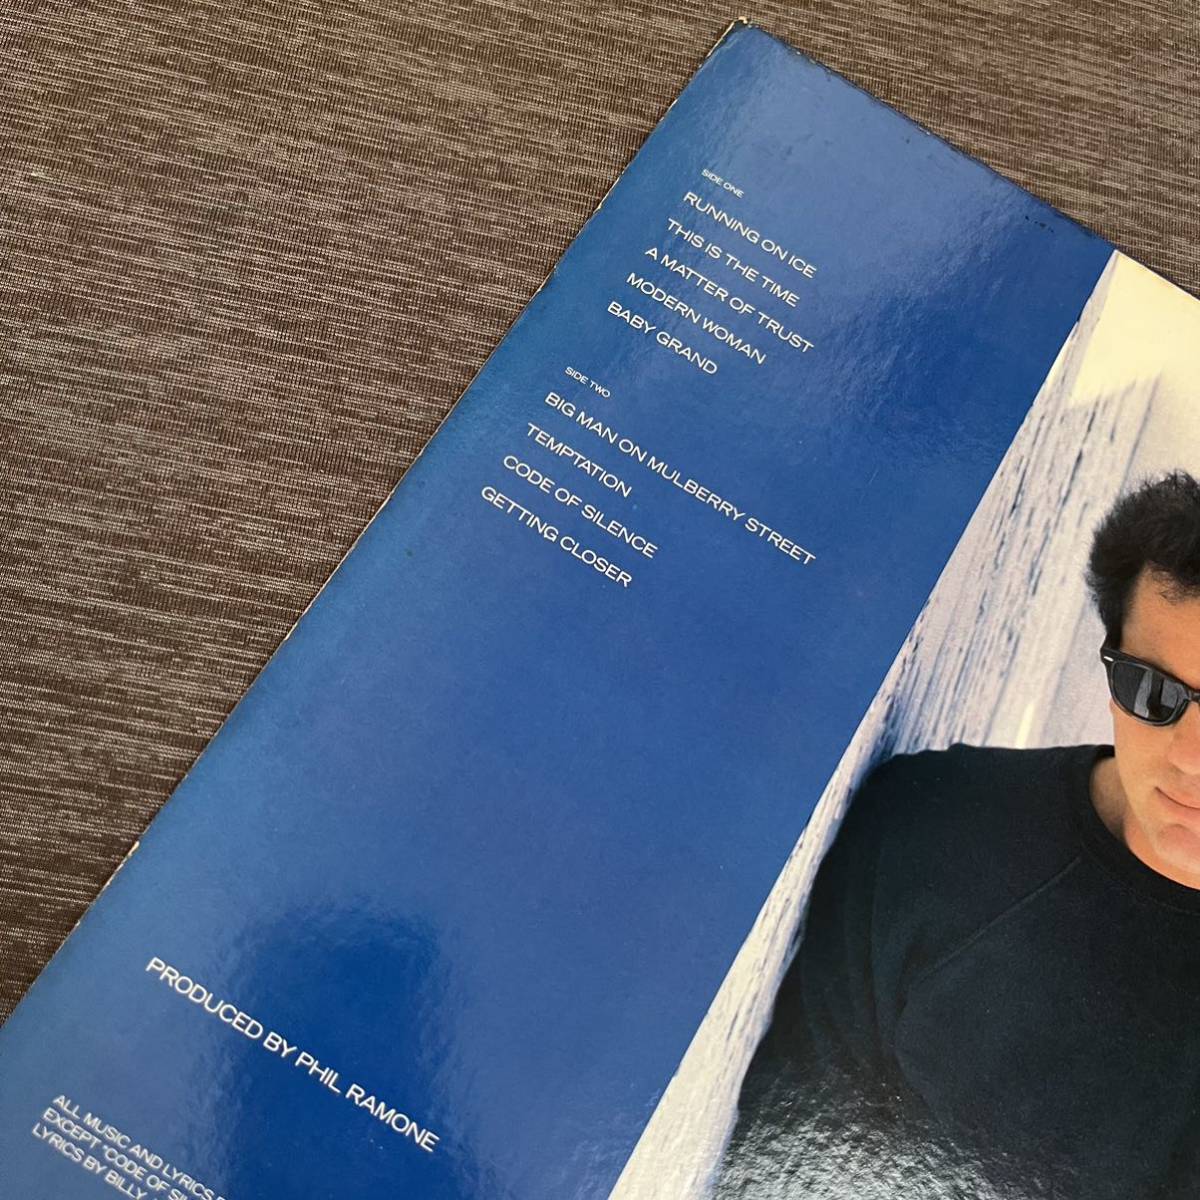 SIDE ONE
RUNNING ON ICE
THIS IS THE TIME
A MATTER OF TRUST
MODERN WOMAN
BABY GRAND
SIDE TWO
BIG MAN ON MULBERRY STREET
TEMPTATION
CODE OF SILENCE
GETTING CLOSER
PRODUCED BY PHIL RAMONE
ALL MUSIC AND LYRICS
EXCEPT "CODE OF
LYRICS BY BILLY